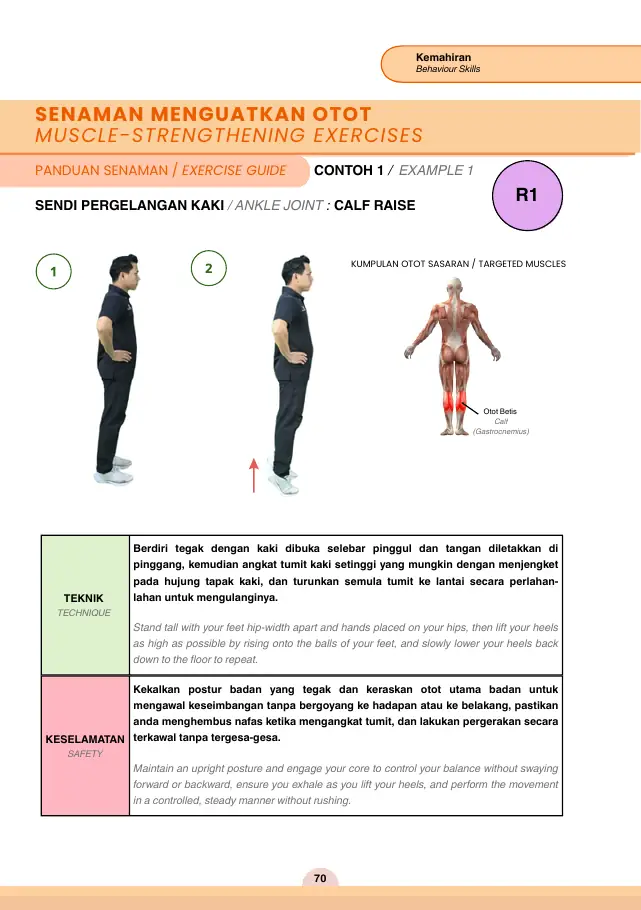 Kemahiran
Behaviour Skills
SENAMAN MENGUATKAN OTOT
MUSCLE-STRENGTHENING EXERCISES
PANDUAN SENAMAN / EXERCISE GUIDE CONTOH 1 / EXAMPLE 1
R1
SENDI PERGELANGAN KAKI / ANKLE JOINT : CALF RAISE
1
2
KUMPULAN OTOT SASARAN / TARGETED MUSCLES
Otot Betis
Calf
(Gastrocnemius)
TEKNIK
TECHNIQUE
Berdiri tegak dengan kaki dibuka selebar pinggul dan tangan diletakkan di
pinggang, kemudian angkat tumit kaki setinggi yang mungkin dengan menjengket
pada hujung tapak kaki, dan turunkan semula tumit ke lantai secara perlahan-
lahan untuk mengulanginya.
Stand tall with your feet hip-width apart and hands placed on your hips, then lift your heels
as high as possible by rising onto the balls of your feet, and slowly lower your heels back
down to the floor to repeat.
KESELAMATAN
SAFETY
Kekalkan postur badan yang tegak dan keraskan otot utama badan untuk
mengawal keseimbangan tanpa bergoyang ke hadapan atau ke belakang, pastikan
anda menghembus nafas ketika mengangkat tumit, dan lakukan pergerakan secara
terkawal tanpa tergesa-gesa.
Maintain an upright posture and engage your core to control your balance without swaying
forward or backward, ensure you exhale as you lift your heels, and perform the movement
in a controlled, steady manner without rushing.
70